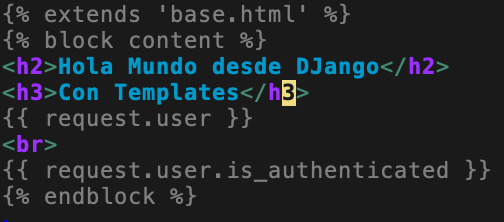 {% extends 'base.html' %}
{% block content %}
<h2>Hola Mundo desde DJango</h2>
<h3>Con Templates</h3>
{{ request.user }}
<br>
{{ request.user.is_authenticated }}
{% endblock %}